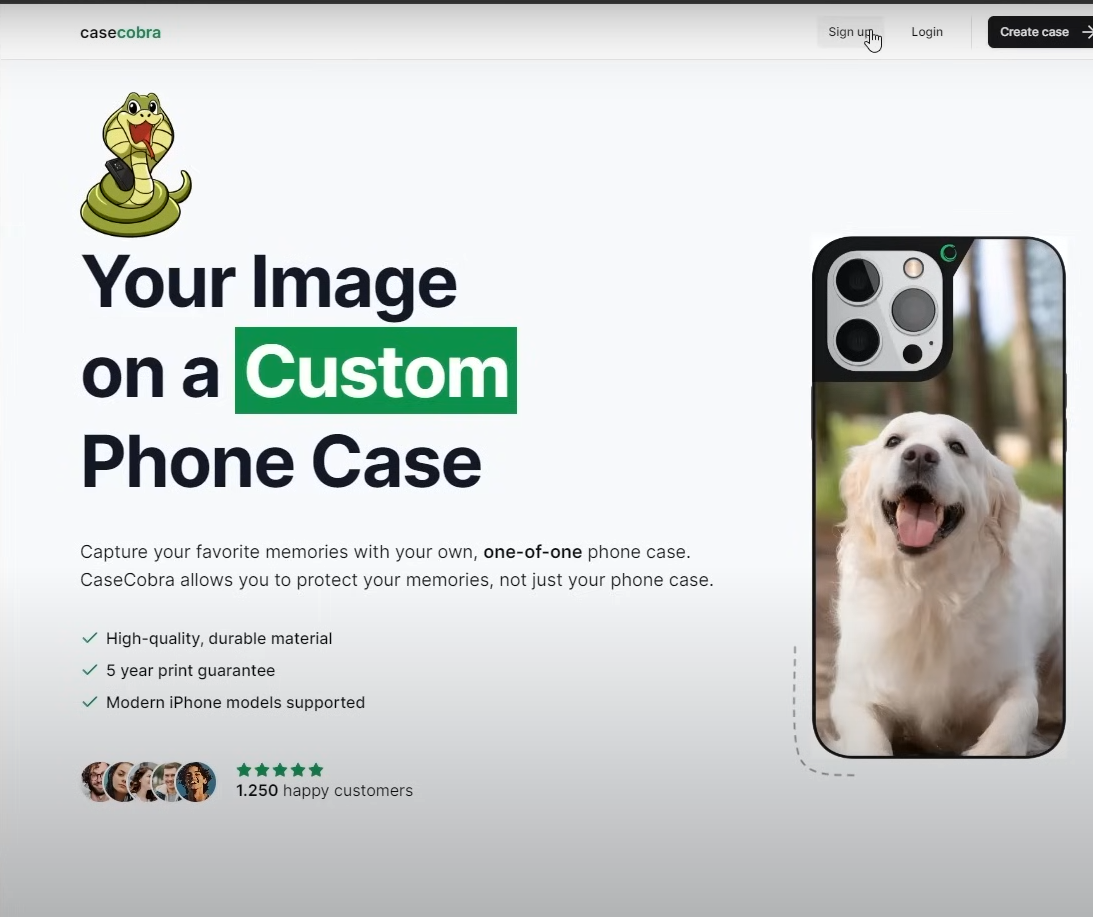 casecobra
Sign up
Login
Create case
Your Image
on a Custom
Phone Case
Capture your favorite memories with your own, one-of-one phone case.
CaseCobra allows you to protect your memories, not just your phone case.
High-quality, durable material
5 year print guarantee
Modern iPhone models supported
1.250 happy customers